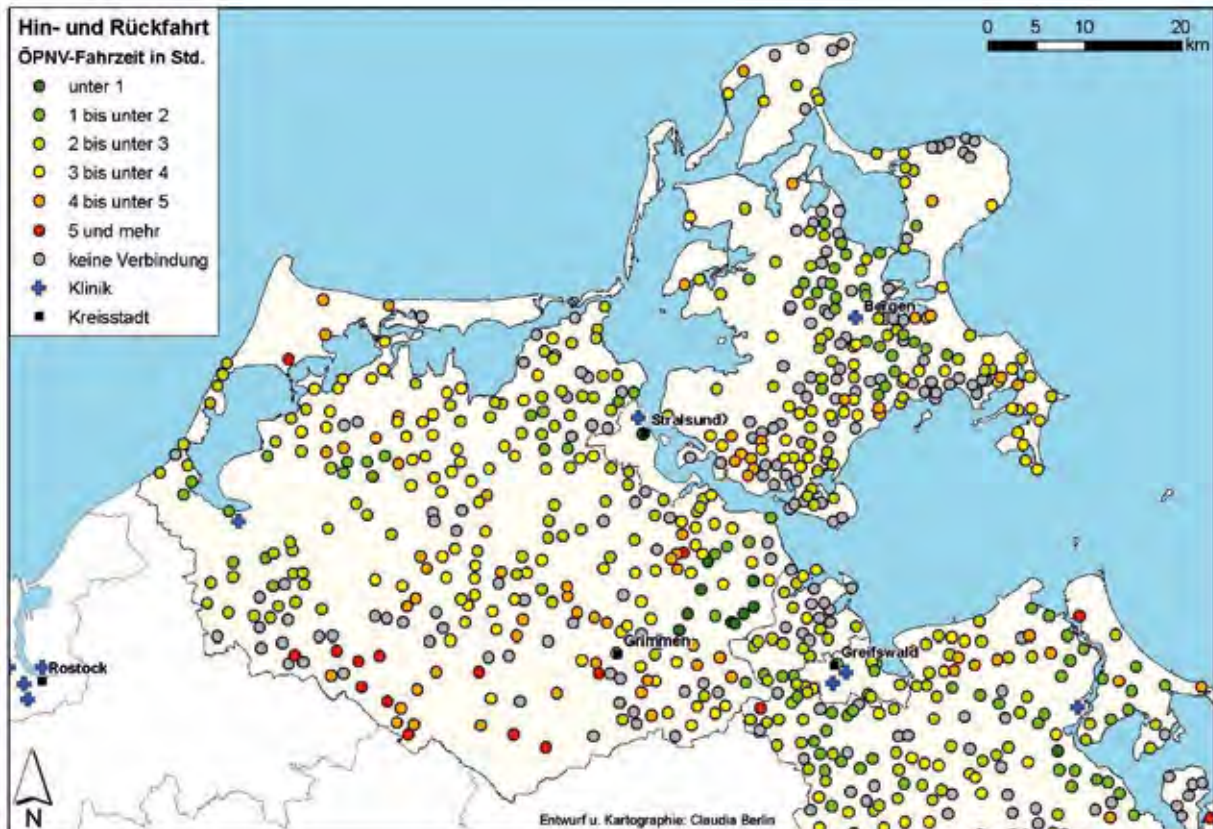 Hin- und Rückfahrt
ÖPNV-Fahrzeit in Std.
unter 1
1 bis unter 2
2 bis unter 3
3 bis unter 4
4 bis unter 5
5 und mehr
keine Verbindung
Klinik
Kreisstadt
0 5 10 20
km
Bergen
Stralsund
Grimmen
Greifswald
Rostock
N
Entwurf u. Kartographie: Claudia Berlin